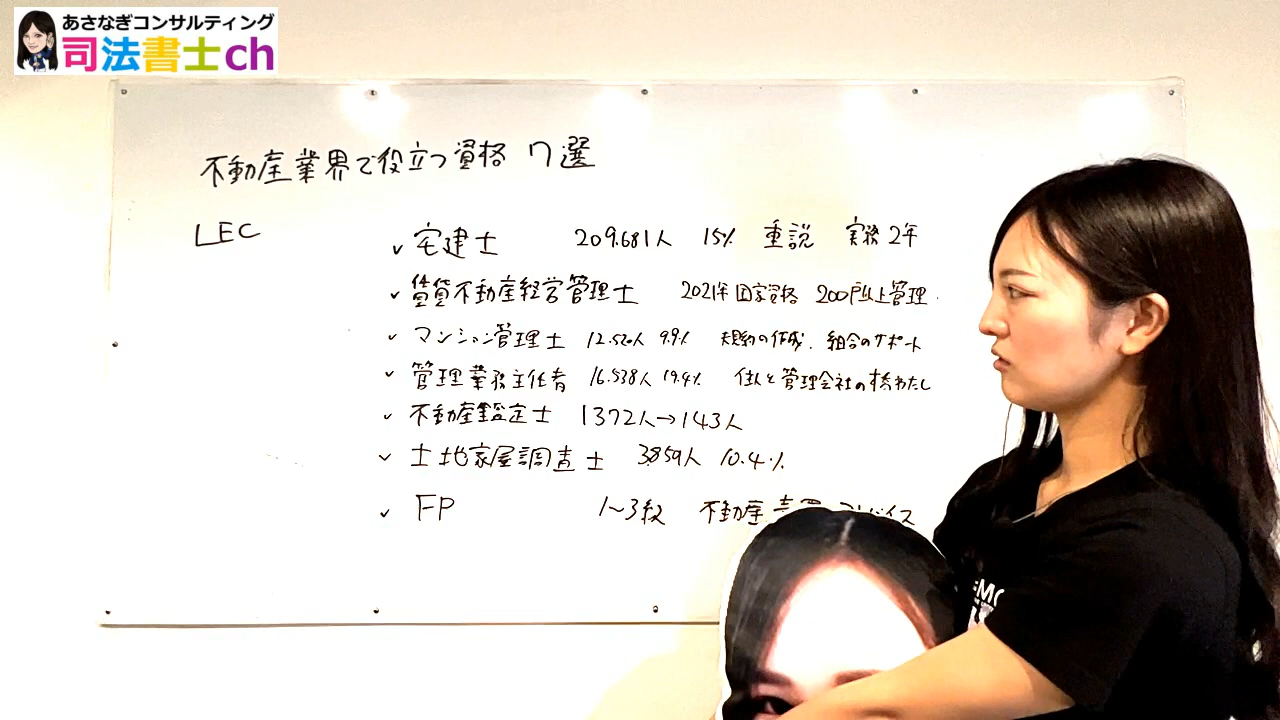 あさなぎコンサルティング
司法書士ch
不動産業界で役立つ資格 7選
LEC
✓ 宅建士 209.681人 15% 重説 実務2年
✓ 賃貸不動産経営管理士 2021年国家資格 200戸以上管理.
✓ マンション管理士 12.520人 9.9% 規約の作成、組合のサポート
✓ 管理業務主任者 16.538人 19.4% 住人と管理会社の橋わたし
✓ 不動産鑑定士 1372人→143人
✓ 土地家屋調査士 3.859人 10.4%
✓ FP 1〜3級 不動産